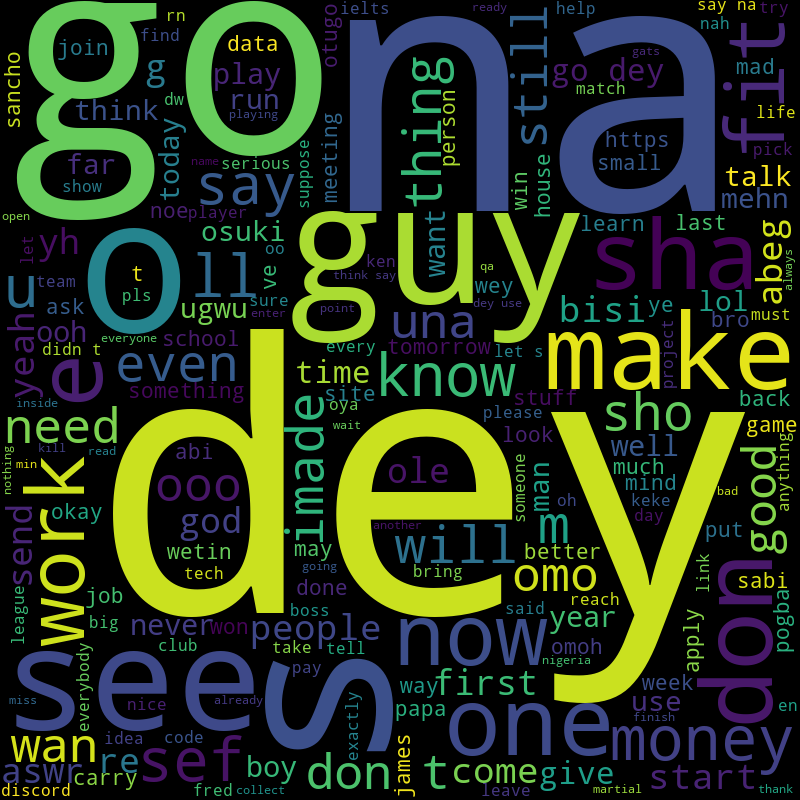 go
na
dey
guy
see
s
o
make
sha
fit
don
now
one
e
work
say
thing
still
good
wan
sef
need
even
know
will
omo
money
don t
imade
ooo
ll
u
una
sho
m
people
first
come
give
start
boy
re
aswr
send
yeah
yh
ooh
think
far
g
today
play
run
join
find
rn
sancho
data
dw
playing
show
noe
player
name
serious
suppose
otugo
ielts
meeting
ready
help
say na
try
nah
gats
go dey
match
mad
life
https
small
pick
talk
mehn
person
win
house
want
learn
last
abeg
always
open
let
team
t
pls
oo
osuki
ve
ken
think say
wey
qa
bisi
ye
lol
bro
must
ask
ugwu
sure
enter
point
dey use
didn t
everyone
school
every
tomorrow
let s
project
something
time
site
stuff
back
inside
oya
wait
please
look
game
nothing
kill
read
abi
ole
man
well
much
mind
anything
min
okay
god
someone
oh
keke
day
bad
wetin
another
may
better
put
link
tech
going
bring
sabi
job
done
reach
pogba
league
big
never
won
boss
said
year
apply
club
take
tell
omoh
everybody
pay
nigeria
miss
nice
already
exactly
way
week
papa
use
en
idea
code
james
finish
carry
discord
fred
collect
leave
martial
thank